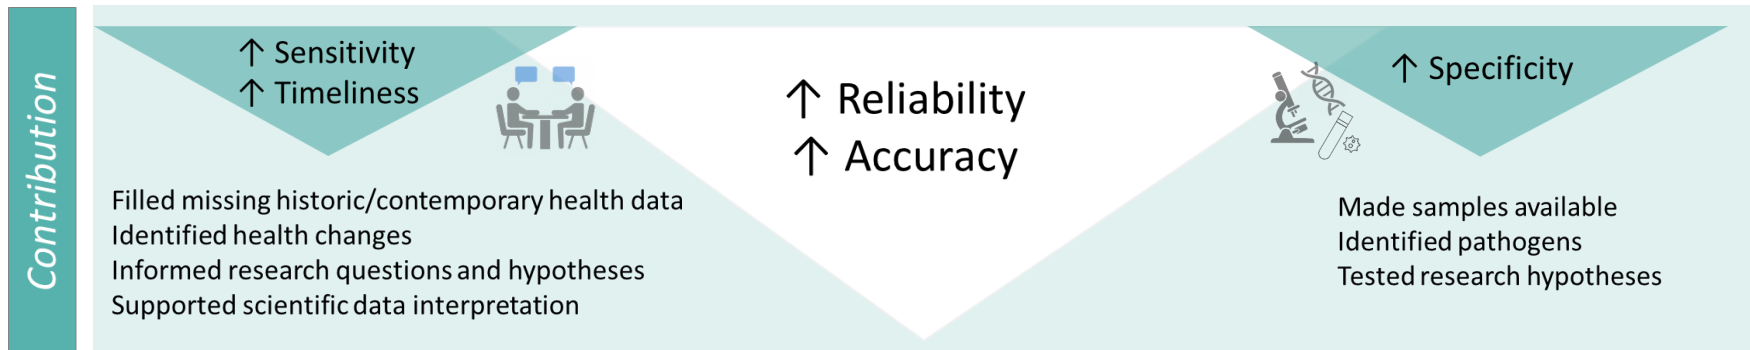 Contribution
↑ Sensitivity
↑ Timeliness
Filled missing historic/contemporary health data
Identified health changes
Informed research questions and hypotheses
Supported scientific data interpretation
↑ Reliability
↑ Accuracy
↑ Specificity
Made samples available
Identified pathogens
Tested research hypotheses